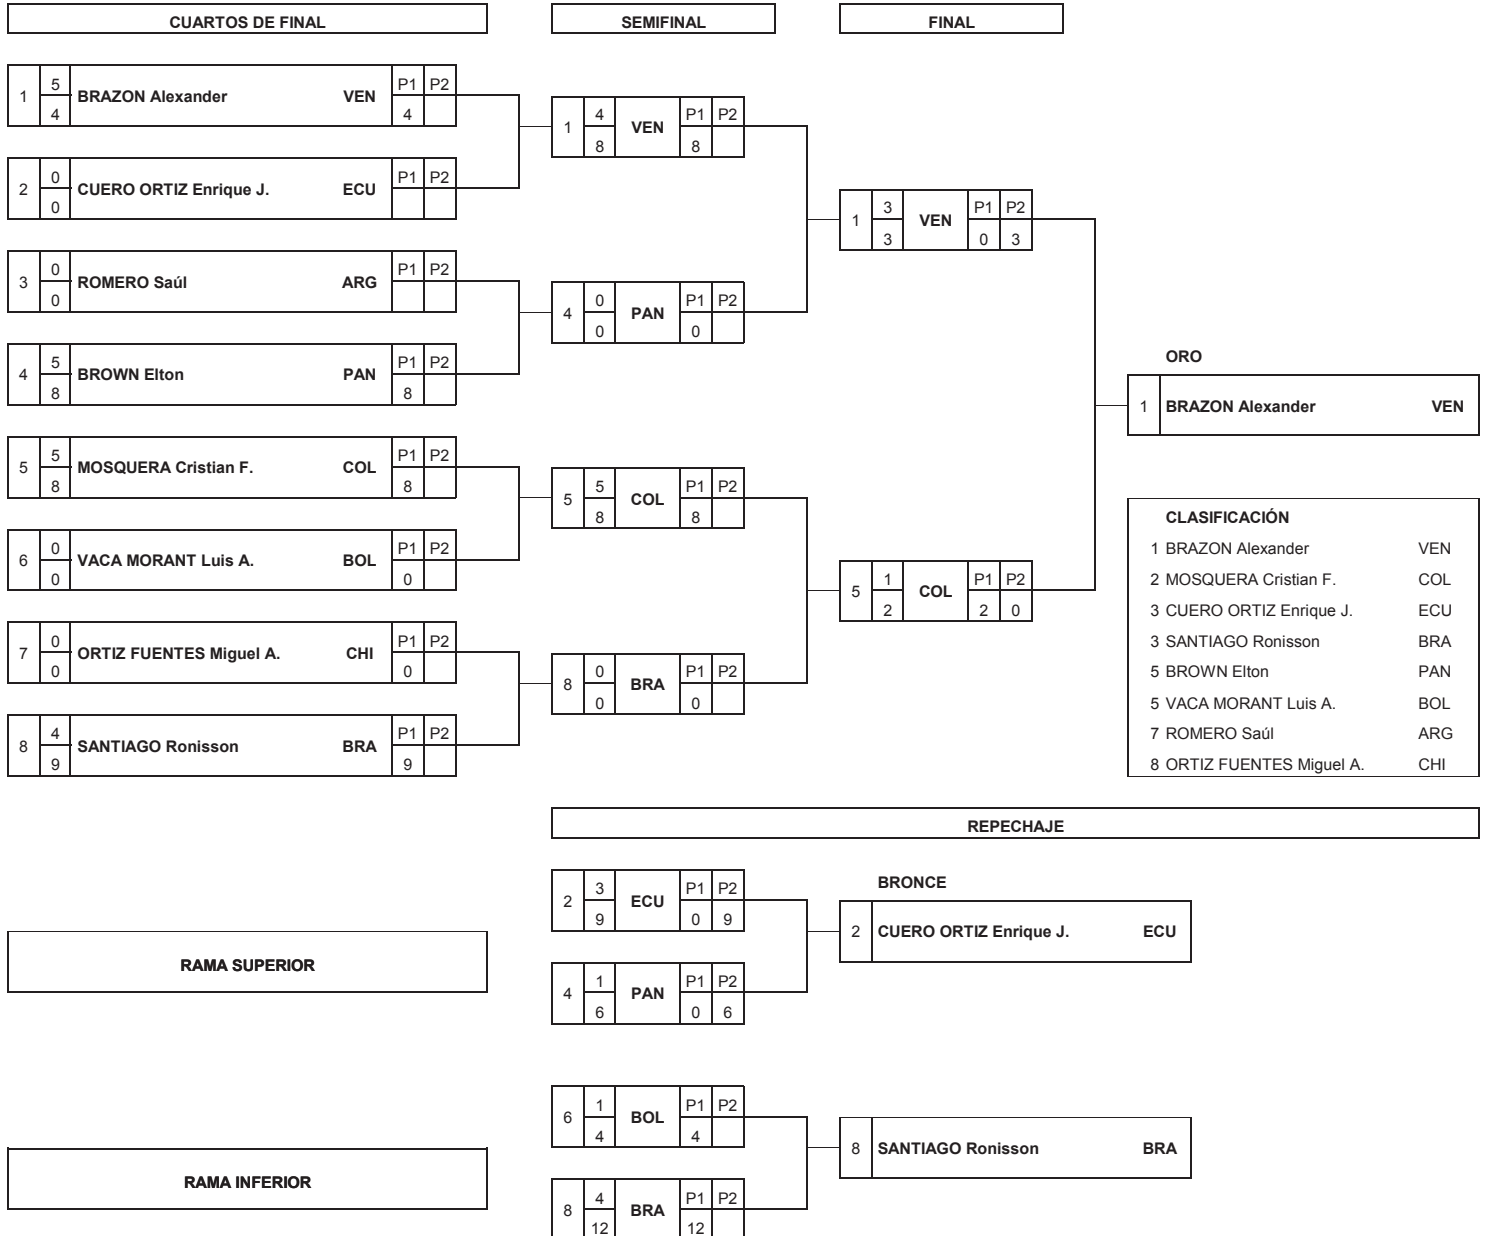 CUARTOS DE FINAL
SEMIFINAL
FINAL
1 5 4 BRAZON Alexander VEN P1 P2 4
2 0 0 CUERO ORTIZ Enrique J. ECU P1 P2
3 0 0 ROMERO Saúl ARG P1 P2
4 5 8 BROWN Elton PAN P1 P2 8
5 5 8 MOSQUERA Cristian F. COL P1 P2 8
6 0 0 VACA MORANT Luis A. BOL P1 P2 0
7 0 0 ORTIZ FUENTES Miguel A. CHI P1 P2 0
8 4 9 SANTIAGO Ronisson BRA P1 P2 9
1 4 8 VEN P1 P2 8
4 0 0 PAN P1 P2 0
5 5 8 COL P1 P2 8
8 0 0 BRA P1 P2 0
1 3 3 VEN P1 P2 0 3
5 1 2 COL P1 P2 2 0
ORO
1 BRAZON Alexander VEN
CLASIFICACIÓN
1 BRAZON Alexander VEN
2 MOSQUERA Cristian F. COL
3 CUERO ORTIZ Enrique J. ECU
3 SANTIAGO Ronisson BRA
5 BROWN Elton PAN
5 VACA MORANT Luis A. BOL
7 ROMERO Saúl ARG
8 ORTIZ FUENTES Miguel A. CHI
REPECHAJE
RAMA SUPERIOR
2 3 9 ECU P1 P2 0 9
4 1 6 PAN P1 P2 0 6
BRONCE
2 CUERO ORTIZ Enrique J. ECU
RAMA INFERIOR
6 1 4 BOL P1 P2 4
8 4 12 BRA P1 P2 12
8 SANTIAGO Ronisson BRA